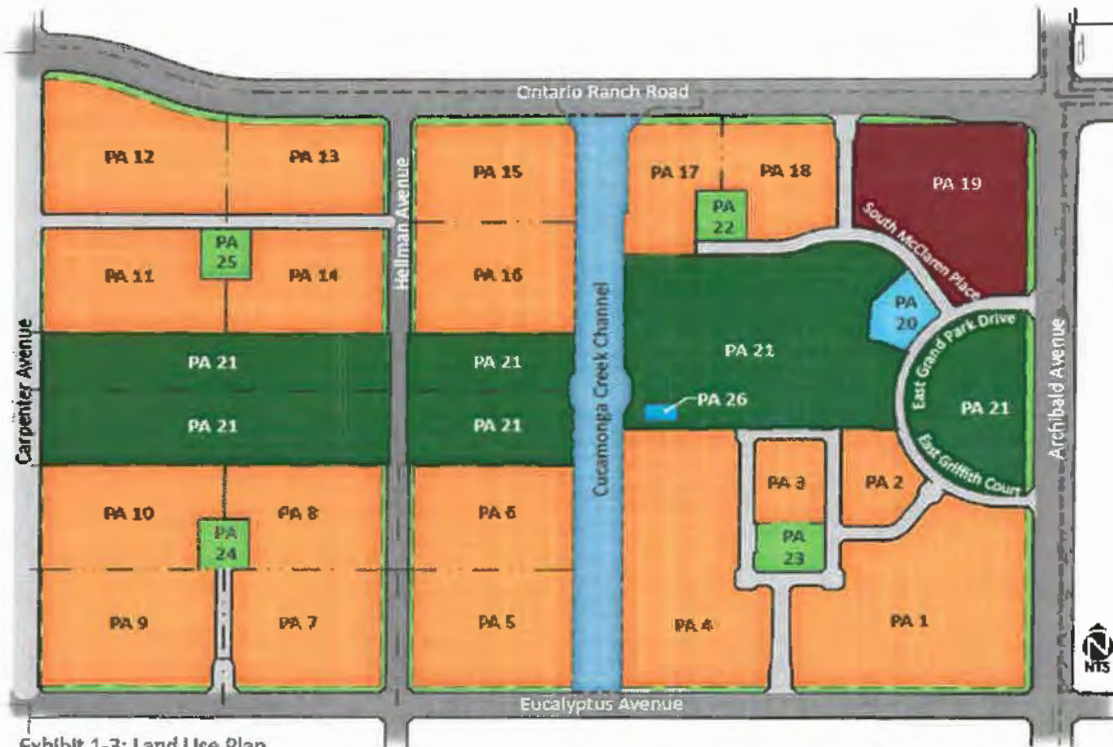 Ontario Ranch Road
PA 12
PA 13
PA 15
PA 17
PA 18
PA 19
Hellman Avenue
South McClaren Place
PA
22
PA
25
PA 11
PA 14
PA 16
Cucamonga Creek Channel
PA
20
East Grand Park Drive
Carpenter Avenue
PA 21
PA 21
PA 21
PA 26
PA 21
Archibald Avenue
PA 21
PA 21
East Griffith Court
PA 3
PA 2
PA 10
PA 8
PA 6
PA
24
PA
23
PA 9
PA 7
PA 5
PA 4
PA 1
NTS
Eucalyptus Avenue
Exhibit 1-3: Land Use Plan